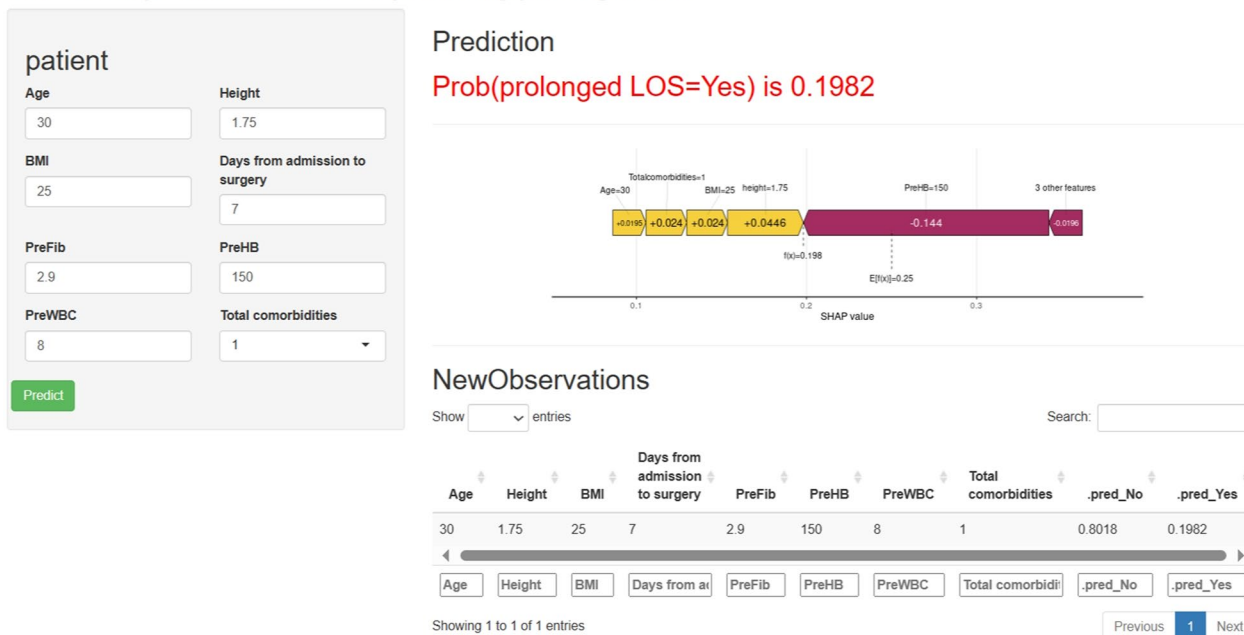 patient
Age
Height
30
1.75
BMI
Days from admission to
surgery
25
7
PreFib
PreHB
2.9
150
PreWBC
Total comorbidities
8
1
Predict
Prediction
Prob(prolonged LOS=Yes) is 0.1982
Totalcomorbidities=1
Age=30
BMI=25
height=1.75
PreHB=150
3 other features
+0.0195
+0.024
+0.024
+0.0446
-0.144
-0.0196
f(x)=0.198
E[f(x)]=0.25
0.1
0.2
0.3
SHAP value
NewObservations
Show entries
Search:
Age
Height
BMI
Days from
admission
to surgery
PreFib
PreHB
PreWBC
Total
comorbidities
.pred_No
.pred_Yes
30 1.75 25 7 2.9 150 8 1 0.8018 0.1982
Age Height BMI Days from PreFib PreHB PreWBC Total .pred_No .pred_Yes
Showing 1 to 1 of 1 entries
Previous 1 Next